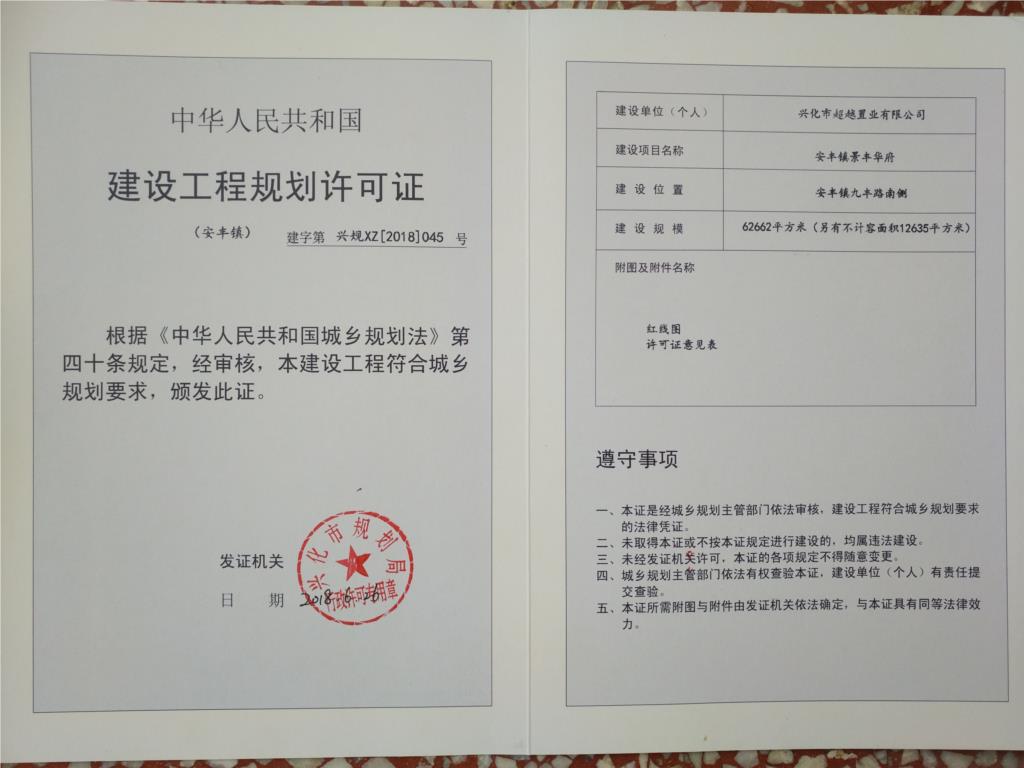 中华人民共和国
建设工程规划许可证
（安丰镇） 建字第 兴规XZ[2018]045 号
根据《中华人民共和国城乡规划法》第
四十条规定，经审核，本建设工程符合城乡
规划要求，颁发此证。
发证机关
兴化市规划局
行政许可专用章
日 期 2018.6.26
建设单位（个人） 兴化市超越置业有限公司
建设项目名称 安丰镇景丰华府
建设位置 安丰镇九丰路南侧
建设规模 62662平方米（另有不计容面积12635平方米）
附图及附件名称
红线图
许可证意见表
遵守事项
一、本证是经城乡规划主管部门依法审核，建设工程符合城乡规划要求
的法律凭证。
二、未取得本证或不按本证规定进行建设的，均属违法建设。
三、未经发证机关许可，本证的各项规定不得随意变更。
四、城乡规划主管部门依法有权查验本证，建设单位（个人）有责任提
交查验。
五、本证所需附图与附件由发证机关依法确定，与本证具有同等法律效
力。